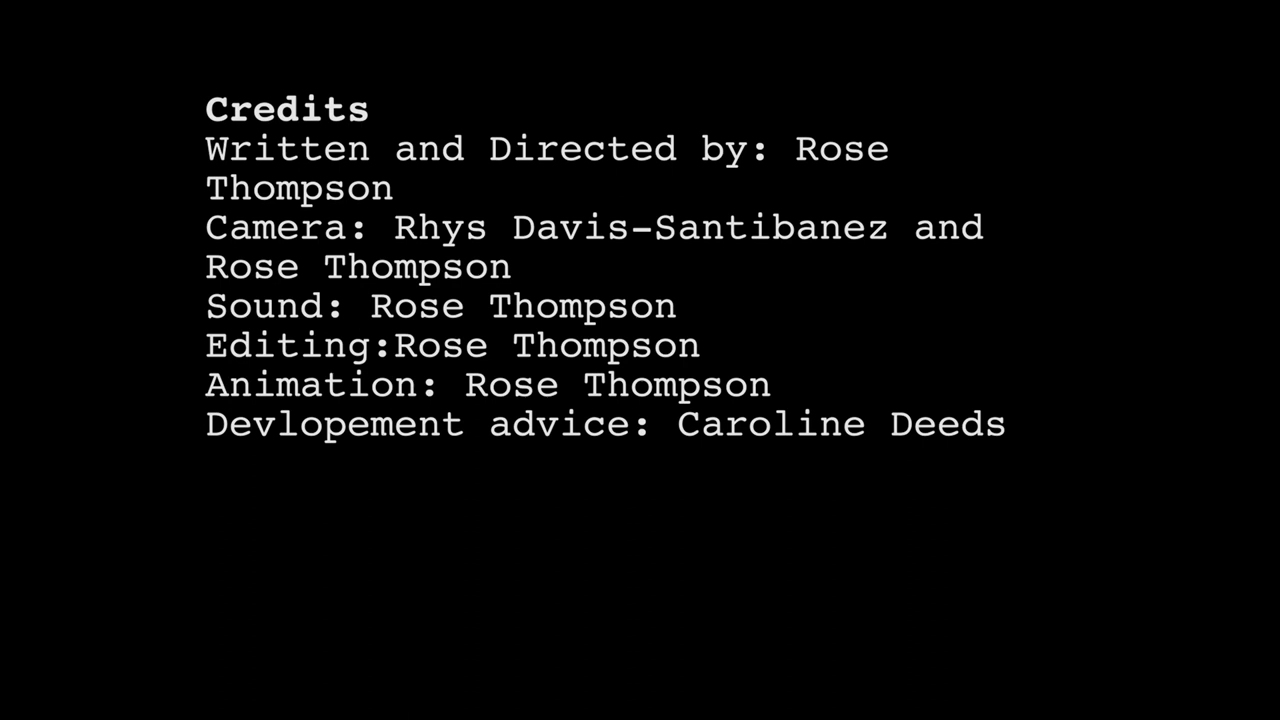 Credits
Written and Directed by: Rose
Thompson
Camera: Rhys Davis-Santibanez and
Rose Thompson
Sound: Rose Thompson
Editing:Rose Thompson
Animation: Rose Thompson
Devlopement advice: Caroline Deeds